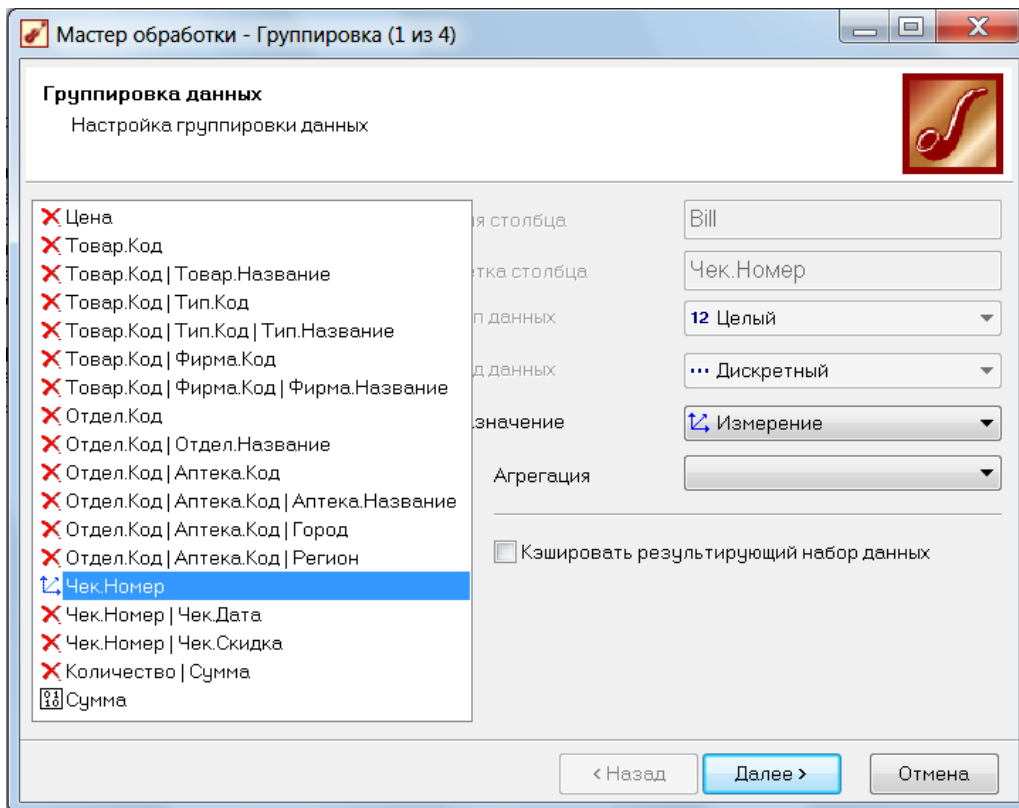 Мастер обработки - Группировка (1 из 4)
Группировка данных
Настройка группировки данных
Цена
Товар.Код
Товар.Код | Товар.Название
Товар.Код | Тип.Код
Товар.Код | Тип.Код | Тип.Название
Товар.Код | Фирма.Код
Товар.Код | Фирма.Код | Фирма.Название
Отдел.Код
Отдел.Код | Отдел.Название
Отдел.Код | Аптека.Код
Отдел.Код | Аптека.Код | Аптека.Название
Отдел.Код | Аптека.Код | Город
Отдел.Код | Аптека.Код | Регион
Чек.Номер
Чек.Номер | Чек.Дата
Чек.Номер | Чек.Скидка
Количество | Сумма
Сумма
я столбца Bill
тка столбца Чек.Номер
п данных 12 Целый
д данных Дискретный
значение Измерение
Агрегация
Кэшировать результирующий набор данных
< Назад Далее > Отмена